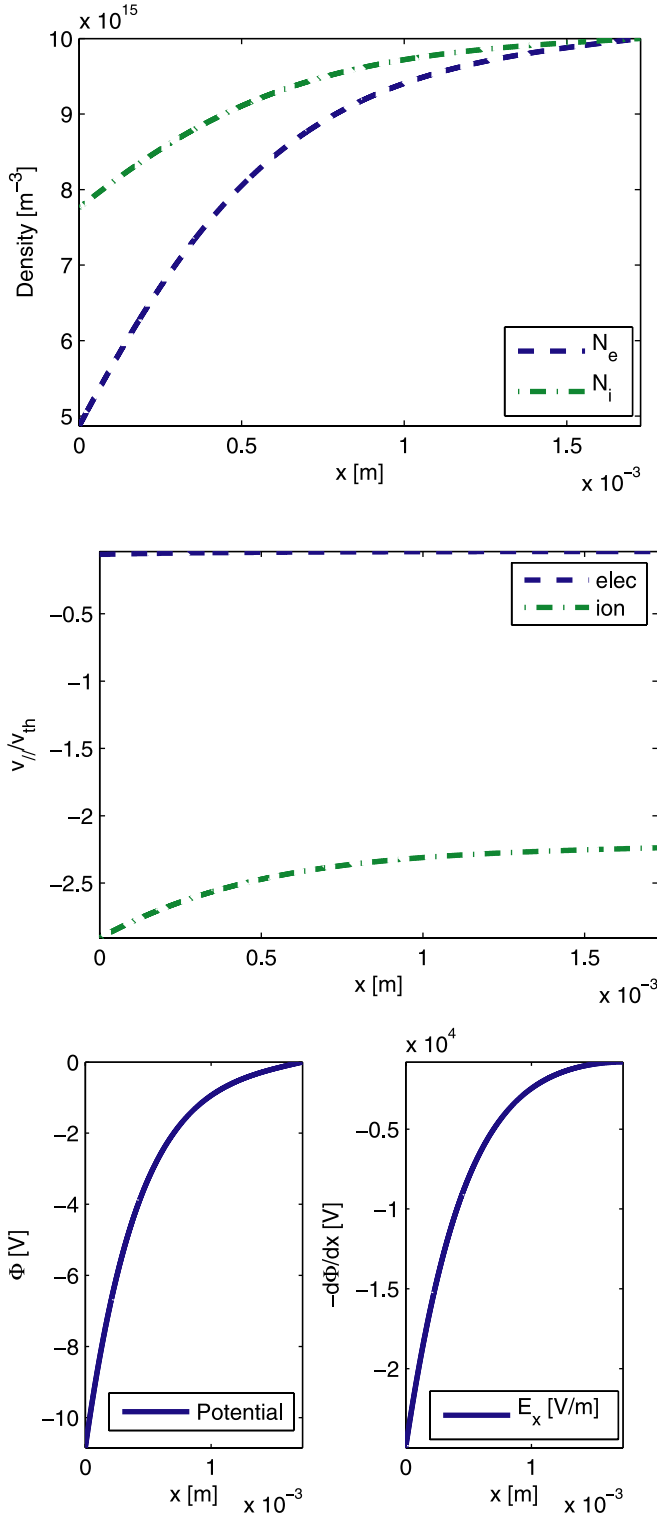 x 10^15
10
9
8
7
6
5
Density [m^-3]
N_e
N_i
0 0.5 1 1.5
x [m]
x 10^-3
−0.5
−1
−1.5
−2
−2.5
v_///v_th
elec
ion
0 0.5 1 1.5
x [m]
x 10^-3
0
−2
−4
−6
−8
−10
Φ [V]
Potential
0 1
x [m]
x 10^-3
x 10^4
−0.5
−1
−1.5
−2
−dΦ/dx [V]
E_x [V/m]
0 1
x [m]
x 10^-3